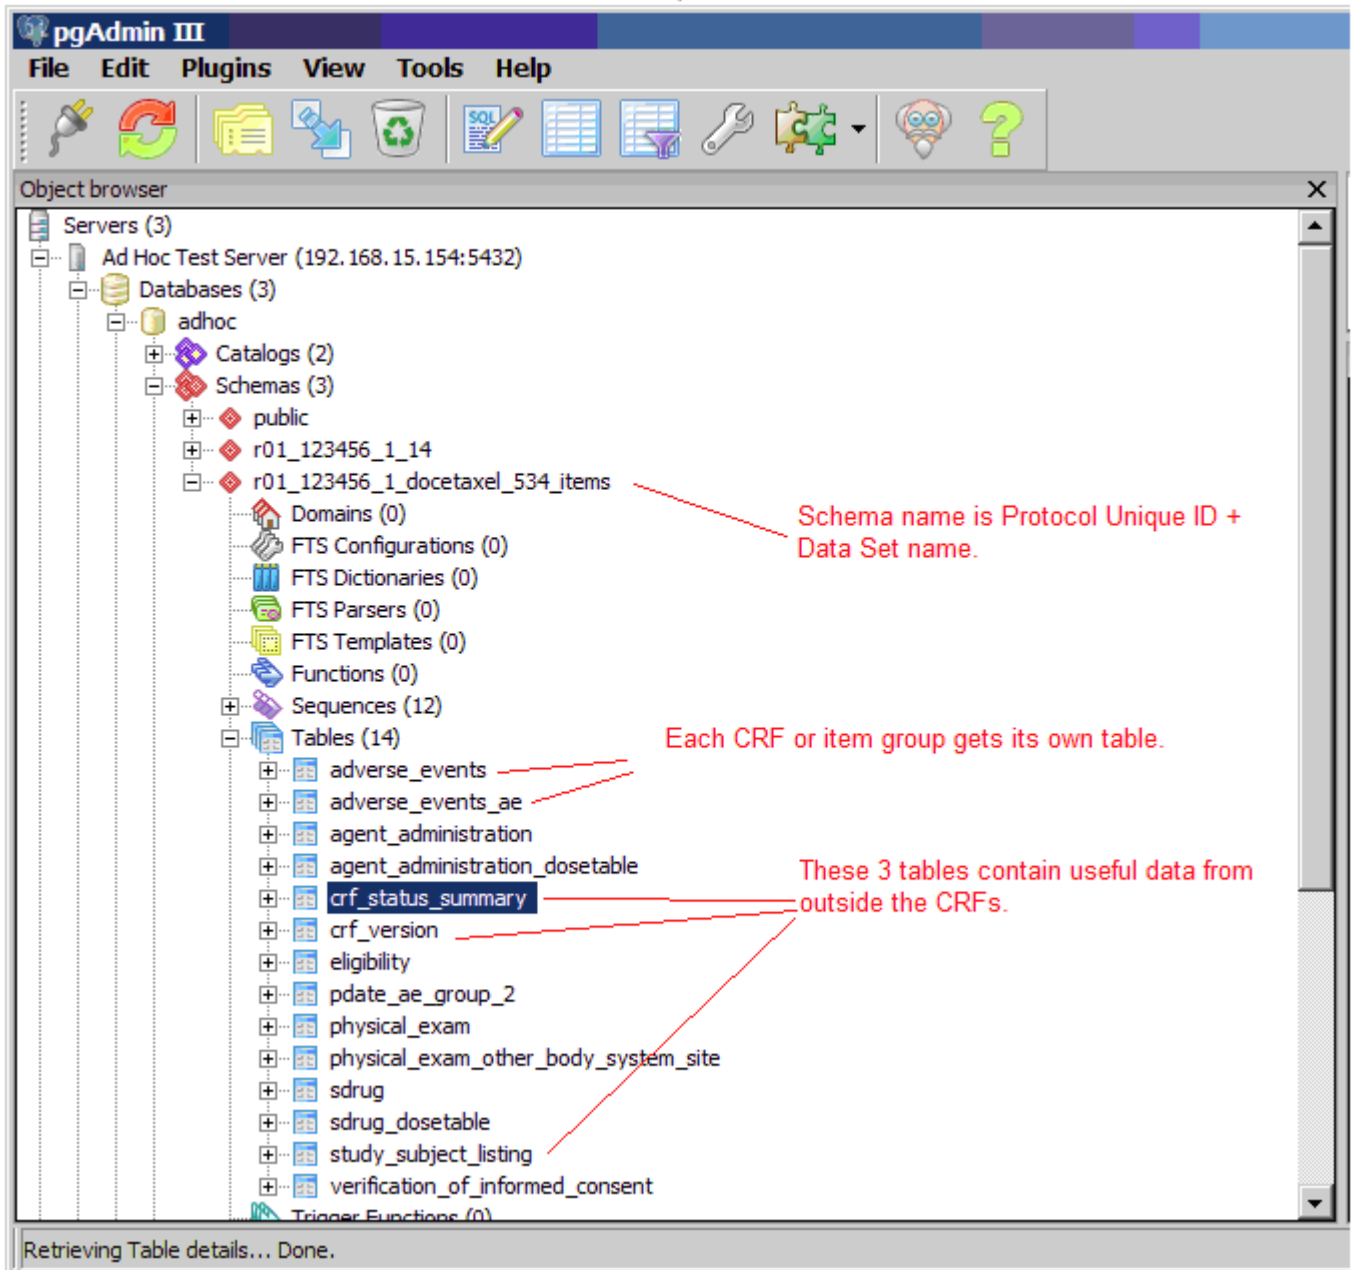 pgAdmin III
File Edit Plugins View Tools Help
SQL
Object browser
Servers (3)
Ad Hoc Test Server (192.168.15.154:5432)
Databases (3)
adhoc
Catalogs (2)
Schemas (3)
public
r01_123456_1_14
r01_123456_1_docetaxel_534_items
Schema name is Protocol Unique ID +
Data Set name.
Domains (0)
FTS Configurations (0)
FTS Dictionaries (0)
FTS Parsers (0)
FTS Templates (0)
Functions (0)
Sequences (12)
Tables (14)
Each CRF or item group gets its own table.
adverse_events
adverse_events_ae
agent_administration
agent_administration_dosetable
These 3 tables contain useful data from
outside the CRFs.
crf_status_summary
crf_version
eligibility
pdate_ae_group_2
physical_exam
physical_exam_other_body_system_site
sdrug
sdrug_dosetable
study_subject_listing
verification_of_informed_consent
Trigger Functions (0)
Retrieving Table details... Done.